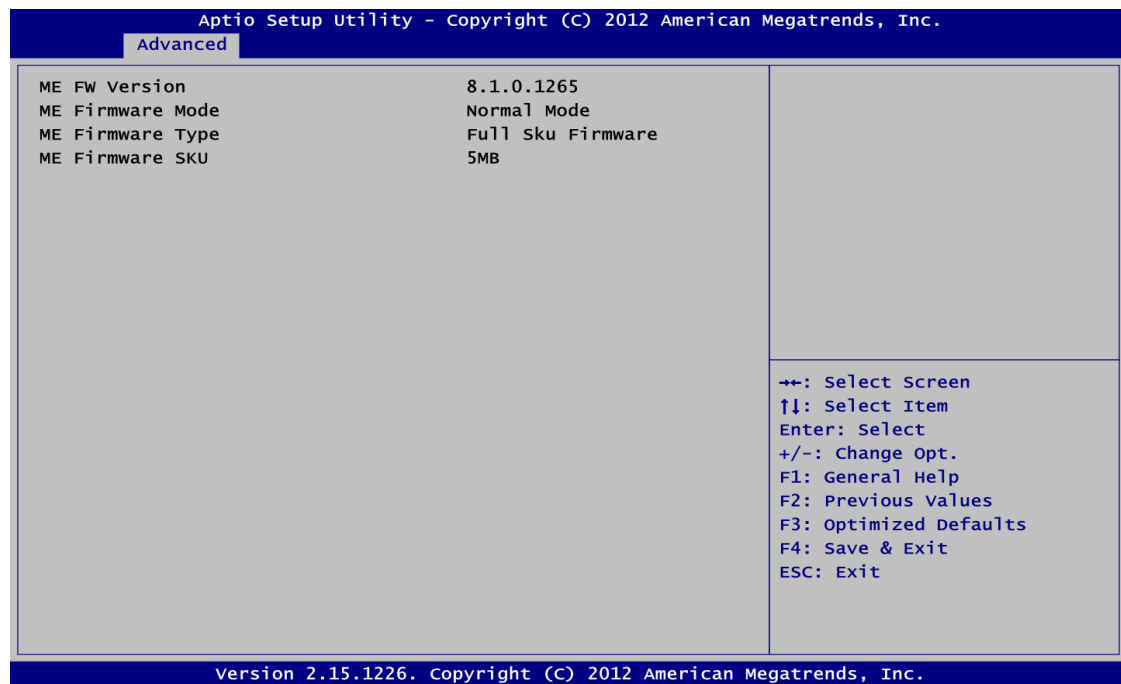 Aptio Setup Utility – Copyright (C) 2012 American Megatrends, Inc.
Advanced
ME FW Version 8.1.0.1265
ME Firmware Mode Normal Mode
ME Firmware Type Full Sku Firmware
ME Firmware SKU 5MB
→←: Select Screen
↑↓: Select Item
Enter: Select
+/-: Change Opt.
F1: General Help
F2: Previous Values
F3: Optimized Defaults
F4: Save & Exit
ESC: Exit
Version 2.15.1226. Copyright (C) 2012 American Megatrends, Inc.